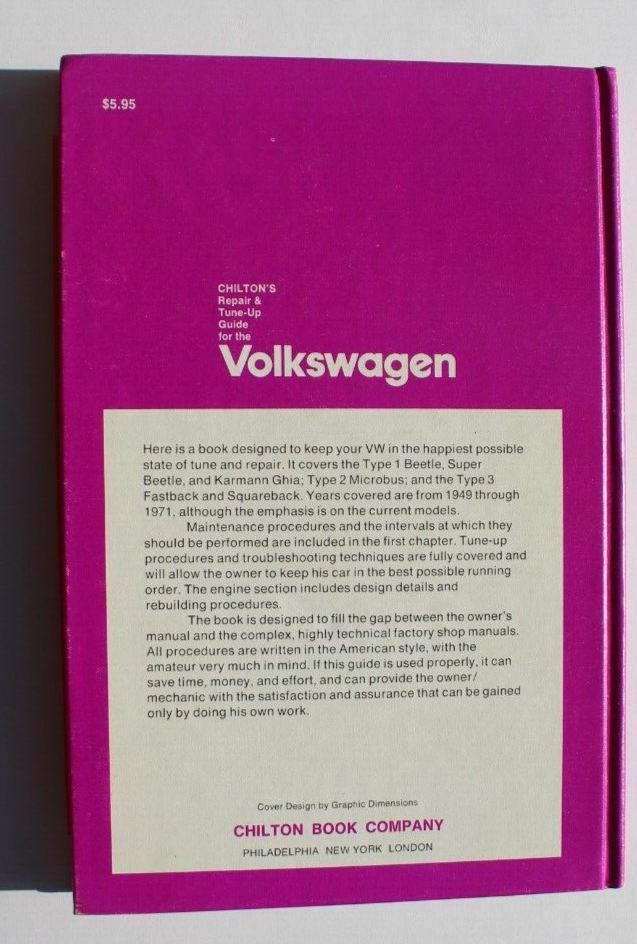 $5.95
CHILTON'S
Repair &
Tune-Up
Guide
for the
Volkswagen
Here is a book designed to keep your VW in the happiest possible
state of tune and repair. It covers the Type 1 Beetle, Super
Beetle, and Karmann Ghia; Type 2 Microbus; and the Type 3
Fastback and Squareback. Years covered are from 1949 through
1971, although the emphasis is on the current models.
Maintenance procedures and the intervals at which they
should be performed are included in the first chapter. Tune-up
procedures and troubleshooting techniques are fully covered and
will allow the owner to keep his car in the best possible running
order. The engine section includes design details and
rebuilding procedures.
The book is designed to fill the gap between the owner's
manual and the complex, highly technical factory shop manuals.
All procedures are written in the American style, with the
amateur very much in mind. If this guide is used properly, it can
save time, money, and effort, and can provide the owner/
mechanic with the satisfaction and assurance that can be gained
only by doing his own work.
Cover Design by Graphic Dimensions
CHILTON BOOK COMPANY
PHILADELPHIA NEW YORK LONDON